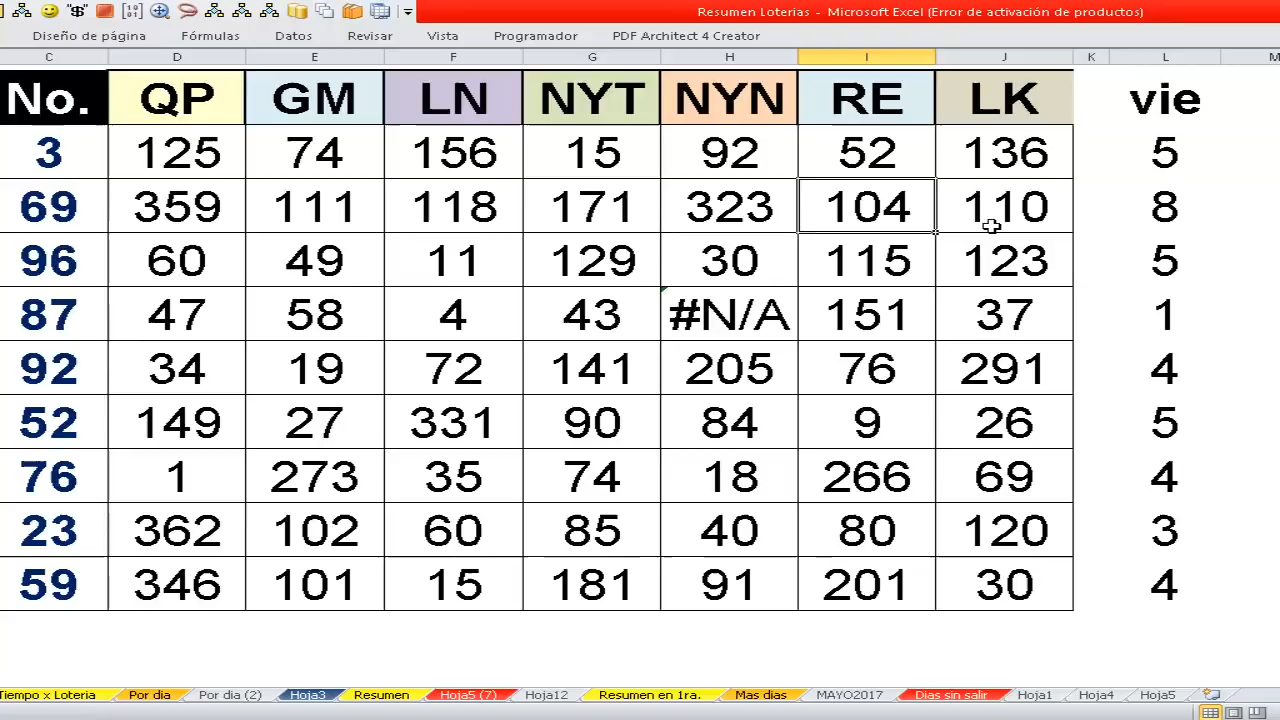 Resumen Loterias - Microsoft Excel (Error de activación de productos)
Diseño de página Fórmulas Datos Revisar Vista Programador PDF Architect 4 Creator
C D E F G H I J K L M
No. QP GM LN NYT NYN RE LK vie
3 125 74 156 15 92 52 136 5
69 359 111 118 171 323 104 110 8
96 60 49 11 129 30 115 123 5
87 47 58 4 43 #N/A 151 37 1
92 34 19 72 141 205 76 291 4
52 149 27 331 90 84 9 26 5
76 1 273 35 74 18 266 69 4
23 362 102 60 85 40 80 120 3
59 346 101 15 181 91 201 30 4
Tiempo x Loteria Por dia Por dia (2) Hoja3 Resumen Hoja5 (7) Hoja12 Resumen en 1ra. Mas dias MAYO2017 Dias sin salir Hoja1 Hoja4 Hoja5